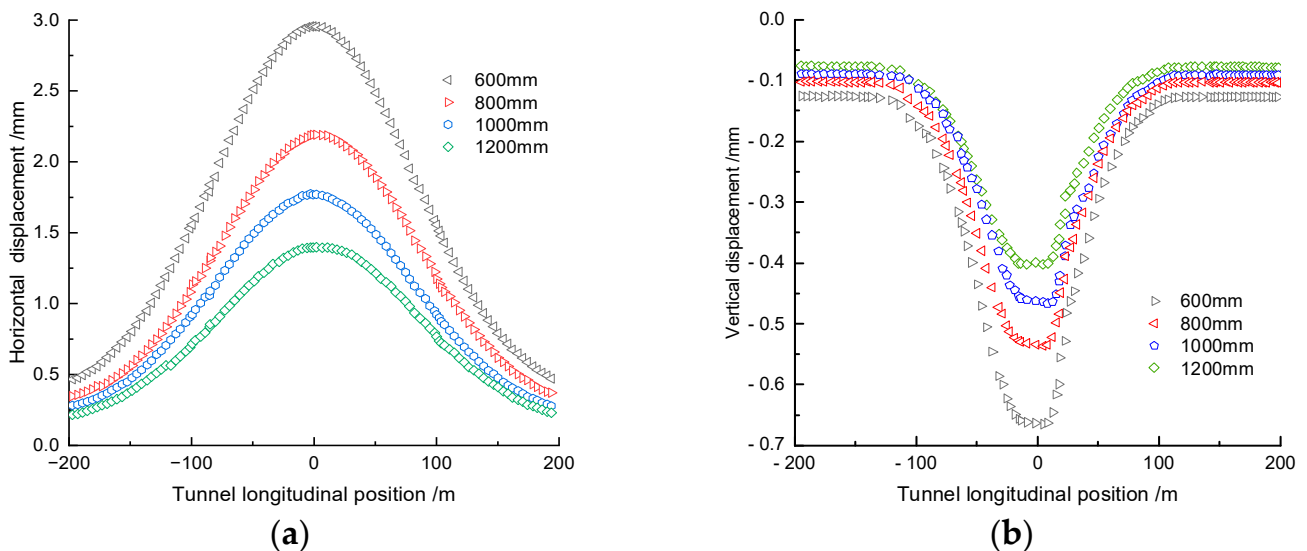 3.0
2.5
2.0
1.5
1.0
0.5
0.0
−200
−100
0
100
200
Horizontal displacement /mm
Tunnel longitudinal position /m
600mm
800mm
1000mm
1200mm
(a)
- 0.0
- 0.1
- 0.2
- 0.3
- 0.4
- 0.5
- 0.6
- 0.7
- 200
- 100
0
100
200
Vertical displacement /mm
Tunnel longitudinal position /m
600mm
800mm
1000mm
1200mm
(b)